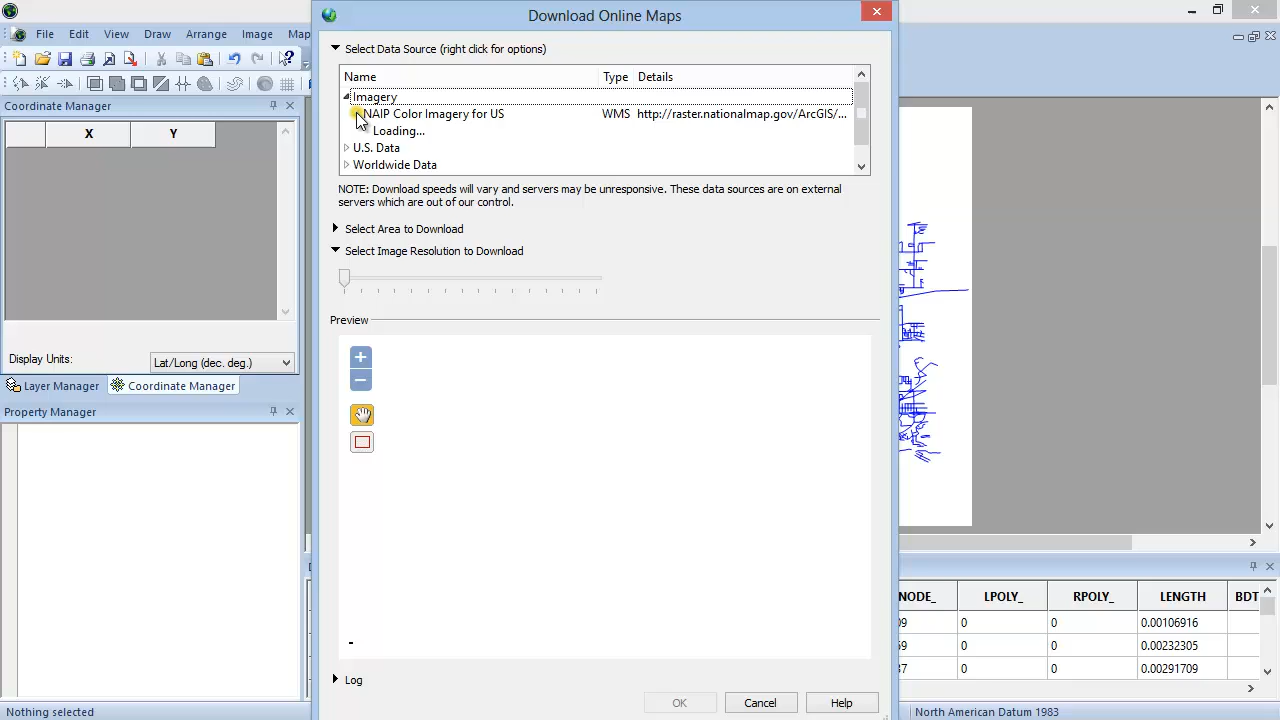 Download Online Maps
File Edit View Draw Arrange Image Map
Coordinate Manager
X Y
Display Units: Lat/Long (dec. deg.)
Layer Manager Coordinate Manager
Property Manager
Nothing selected
Select Data Source (right click for options)
Name Type Details
Imagery
NAIP Color Imagery for US WMS http://raster.nationalmap.gov/ArcGIS/...
Loading...
U.S. Data
Worldwide Data
NOTE: Download speeds will vary and servers may be unresponsive. These data sources are on external
servers which are out of our control.
Select Area to Download
Select Image Resolution to Download
Preview
+
−
-
Log
OK Cancel Help
NODE_ LPOLY_ RPOLY_ LENGTH BDT
09 0 0 0.00106916
69 0 0 0.00232305
37 0 0 0.00291709
North American Datum 1983